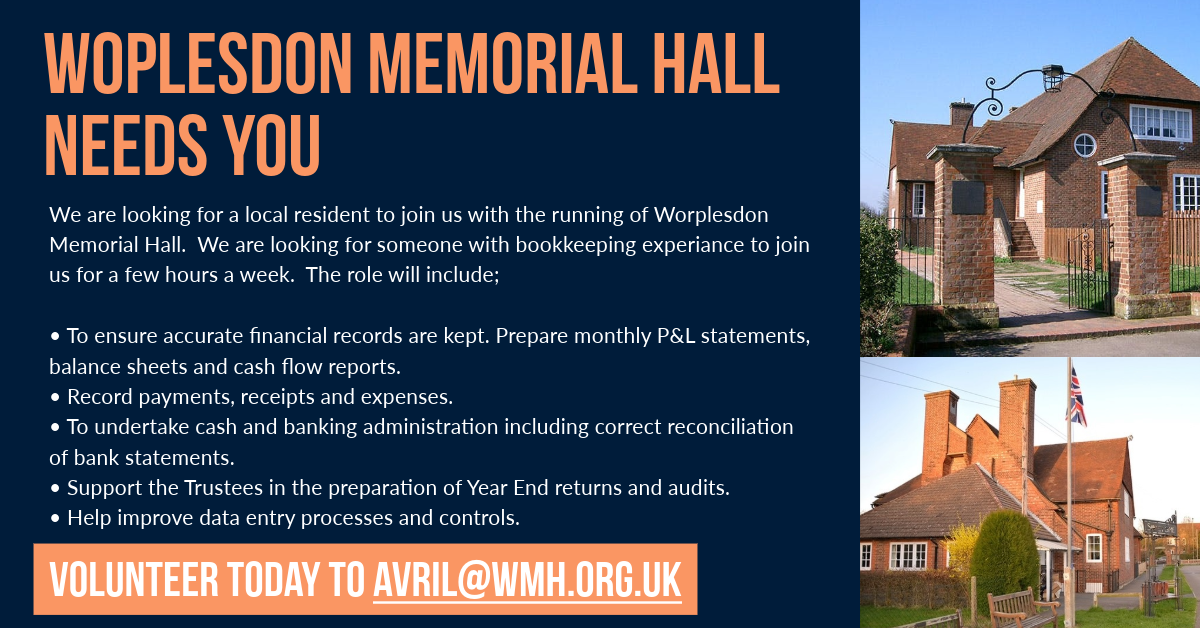 WOPLESDON MEMORIAL HALL
NEEDS YOU
We are looking for a local resident to join us with the running of Worplesdon
Memorial Hall.  We are looking for someone with bookkeeping experiance to join
us for a few hours a week.  The role will include;
• To ensure accurate financial records are kept. Prepare monthly P&L statements,
balance sheets and cash flow reports.
• Record payments, receipts and expenses.
• To undertake cash and banking administration including correct reconciliation
of bank statements.
• Support the Trustees in the preparation of Year End returns and audits.
• Help improve data entry processes and controls.
VOLUNTEER TODAY TO AVRIL@WMH.ORG.UK